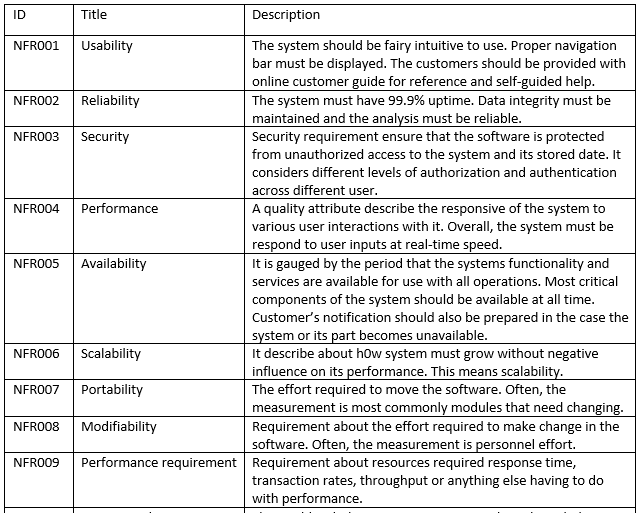 ID Title Description
NFR001 Usability The system should be fairy intuitive to use. Proper navigation
bar must be displayed. The customers should be provided with
online customer guide for reference and self-guided help.
NFR002 Reliability The system must have 99.9% uptime. Data integrity must be
maintained and the analysis must be reliable.
NFR003 Security Security requirement ensure that the software is protected
from unauthorized access to the system and its stored date. It
considers different levels of authorization and authentication
across different user.
NFR004 Performance A quality attribute describe the responsive of the system to
various user interactions with it. Overall, the system must be
respond to user inputs at real-time speed.
NFR005 Availability It is gauged by the period that the systems functionality and
services are available for use with all operations. Most critical
components of the system should be available at all time.
Customer’s notification should also be prepared in the case the
system or its part becomes unavailable.
NFR006 Scalability It describe about h0w system must grow without negative
influence on its performance. This means scalability.
NFR007 Portability The effort required to move the software. Often, the
measurement is most commonly modules that need changing.
NFR008 Modifiability Requirement about the effort required to make change in the
software. Often, the measurement is personnel effort.
NFR009 Performance requirement Requirement about resources required response time,
transaction rates, throughput or anything else having to do
with performance.